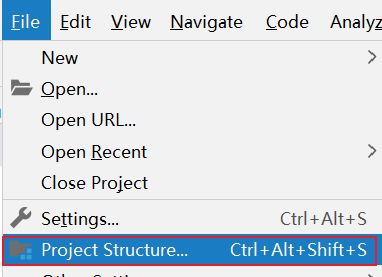 File Edit View Navigate Code Analyz
New
Open...
Open URL...
Open Recent
Close Project
Settings... Ctrl+Alt+S
Project Structure... Ctrl+Alt+Shift+S